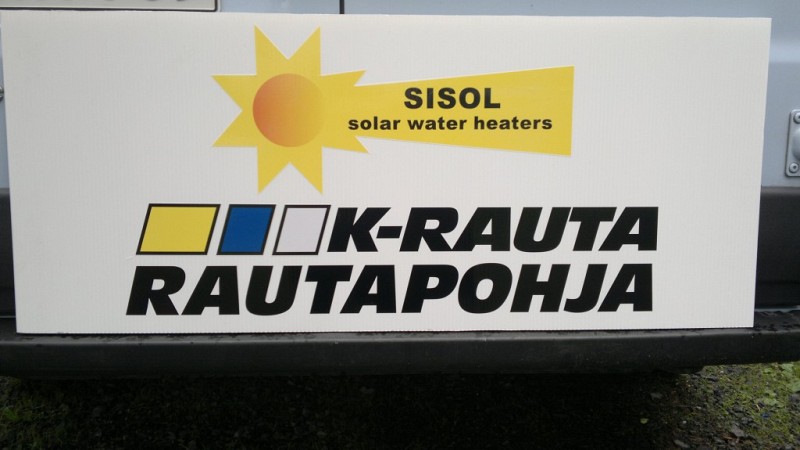 SISOL
solar water heaters
K-RAUTA
RAUTAPOHJA